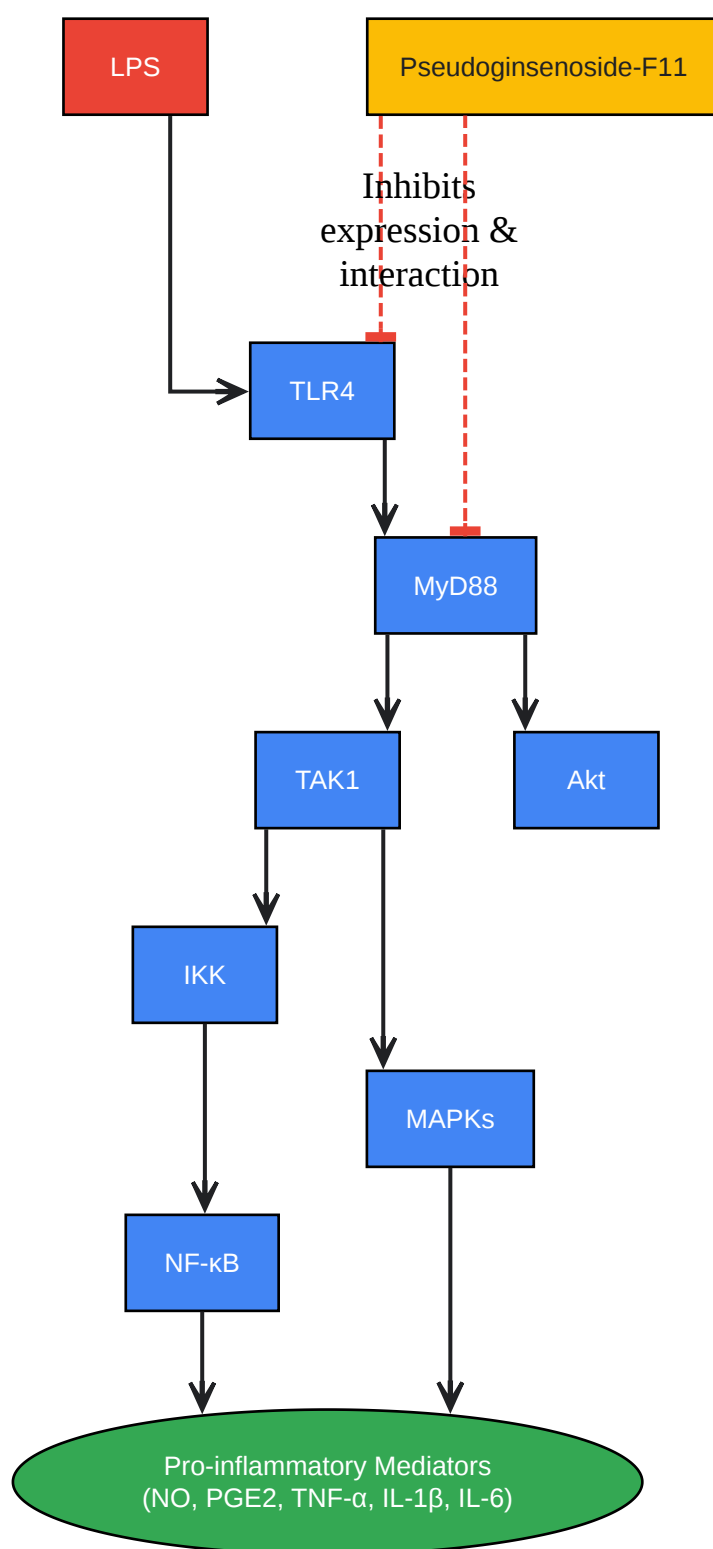 LPS
Pseudoginsenoside-F11
Inhibits
expression &
interaction
TLR4
MyD88
TAK1
Akt
IKK
MAPKs
NF-κB
Pro-inflammatory Mediators
(NO, PGE2, TNF-α, IL-1β, IL-6)